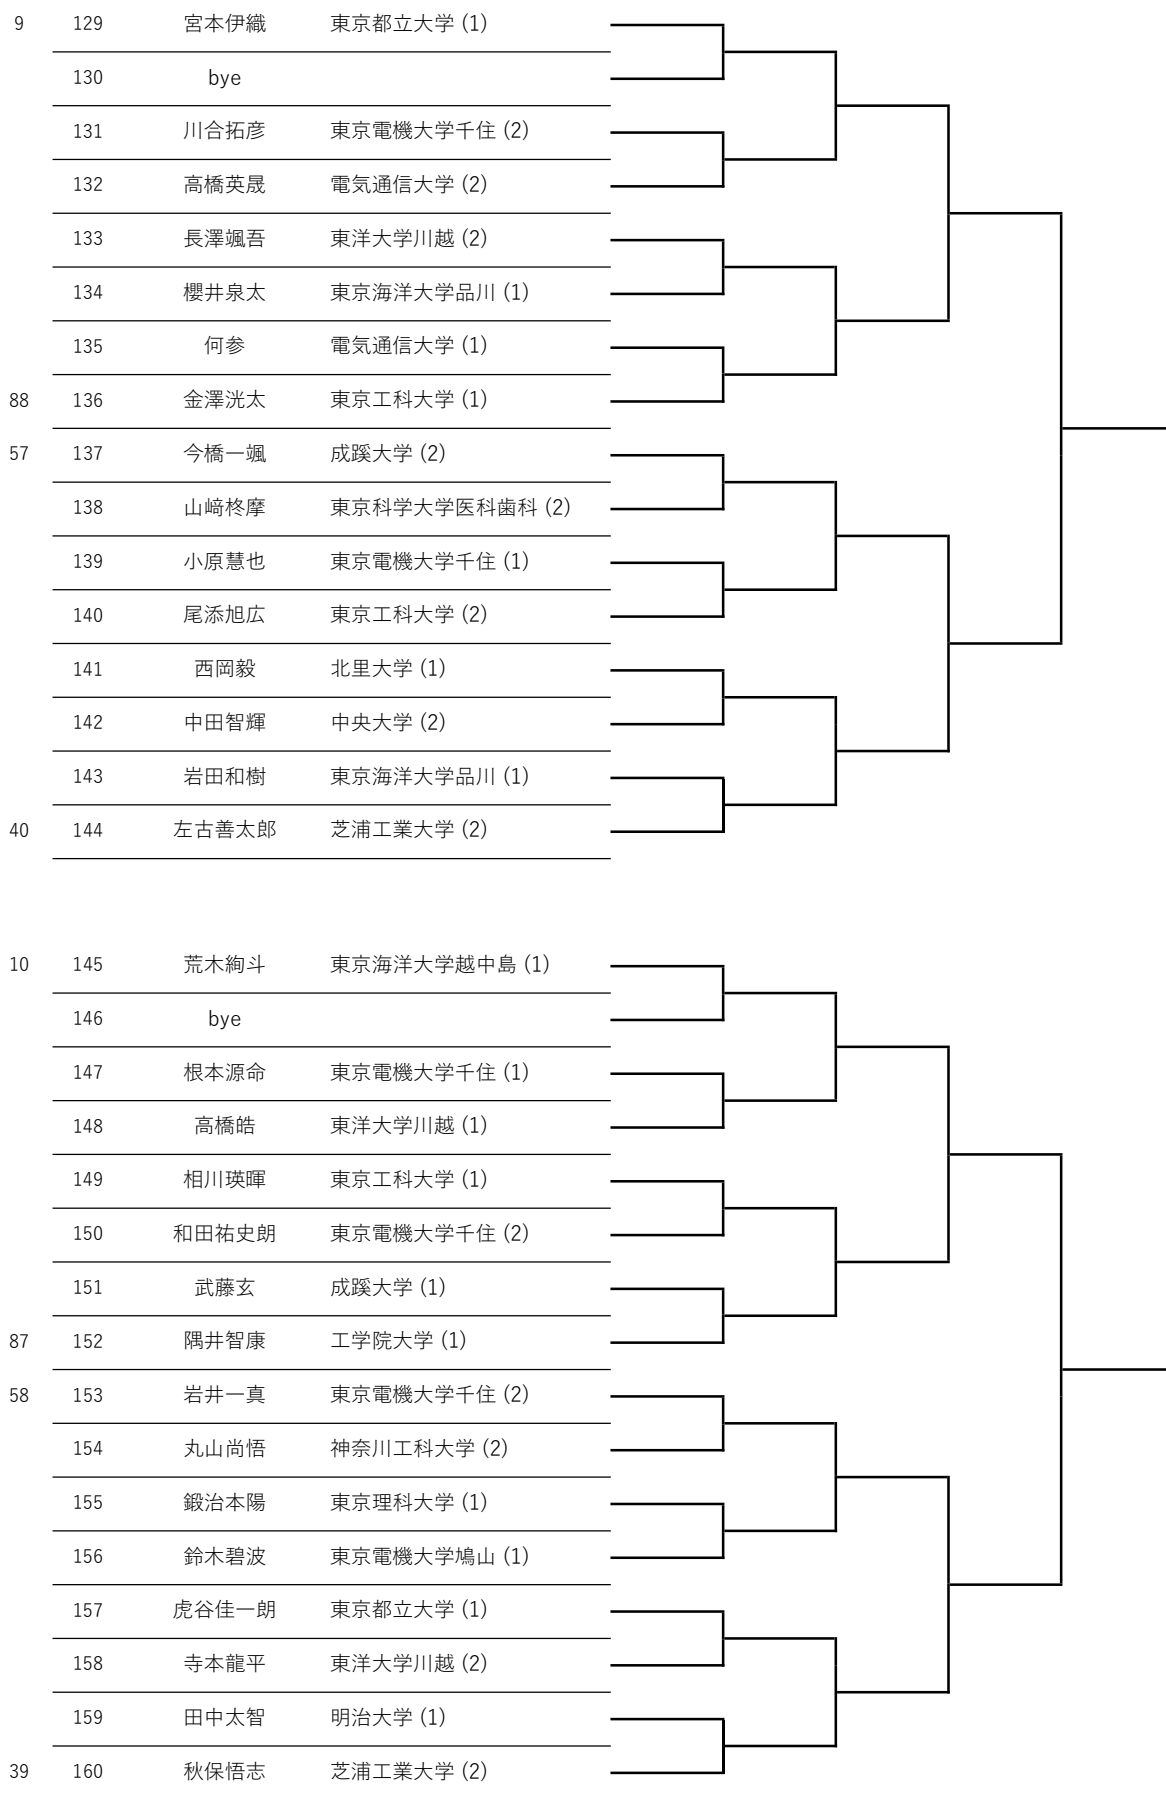 9 129 宮本伊織 東京都立大学 (1)
130 bye
131 川合拓彦 東京電機大学千住 (2)
132 高橋英晟 電気通信大学 (2)
133 長澤颯吾 東洋大学川越 (2)
134 櫻井泉太 東京海洋大学品川 (1)
135 何参 電気通信大学 (1)
88 136 金澤洸太 東京工科大学 (1)
57 137 今橋一颯 成蹊大学 (2)
138 山﨑柊摩 東京科学大学医科歯科 (2)
139 小原慧也 東京電機大学千住 (1)
140 尾添旭広 東京工科大学 (2)
141 西岡毅 北里大学 (1)
142 中田智輝 中央大学 (2)
143 岩田和樹 東京海洋大学品川 (1)
40 144 左古善太郎 芝浦工業大学 (2)
10 145 荒木絢斗 東京海洋大学越中島 (1)
146 bye
147 根本源命 東京電機大学千住 (1)
148 高橋皓 東洋大学川越 (1)
149 相川瑛暉 東京工科大学 (1)
150 和田祐史朗 東京電機大学千住 (2)
151 武藤玄 成蹊大学 (1)
87 152 隅井智康 工学院大学 (1)
58 153 岩井一真 東京電機大学千住 (2)
154 丸山尚悟 神奈川工科大学 (2)
155 鍛治本陽 東京理科大学 (1)
156 鈴木碧波 東京電機大学鳩山 (1)
157 虎谷佳一朗 東京都立大学 (1)
158 寺本龍平 東洋大学川越 (2)
159 田中太智 明治大学 (1)
39 160 秋保悟志 芝浦工業大学 (2)